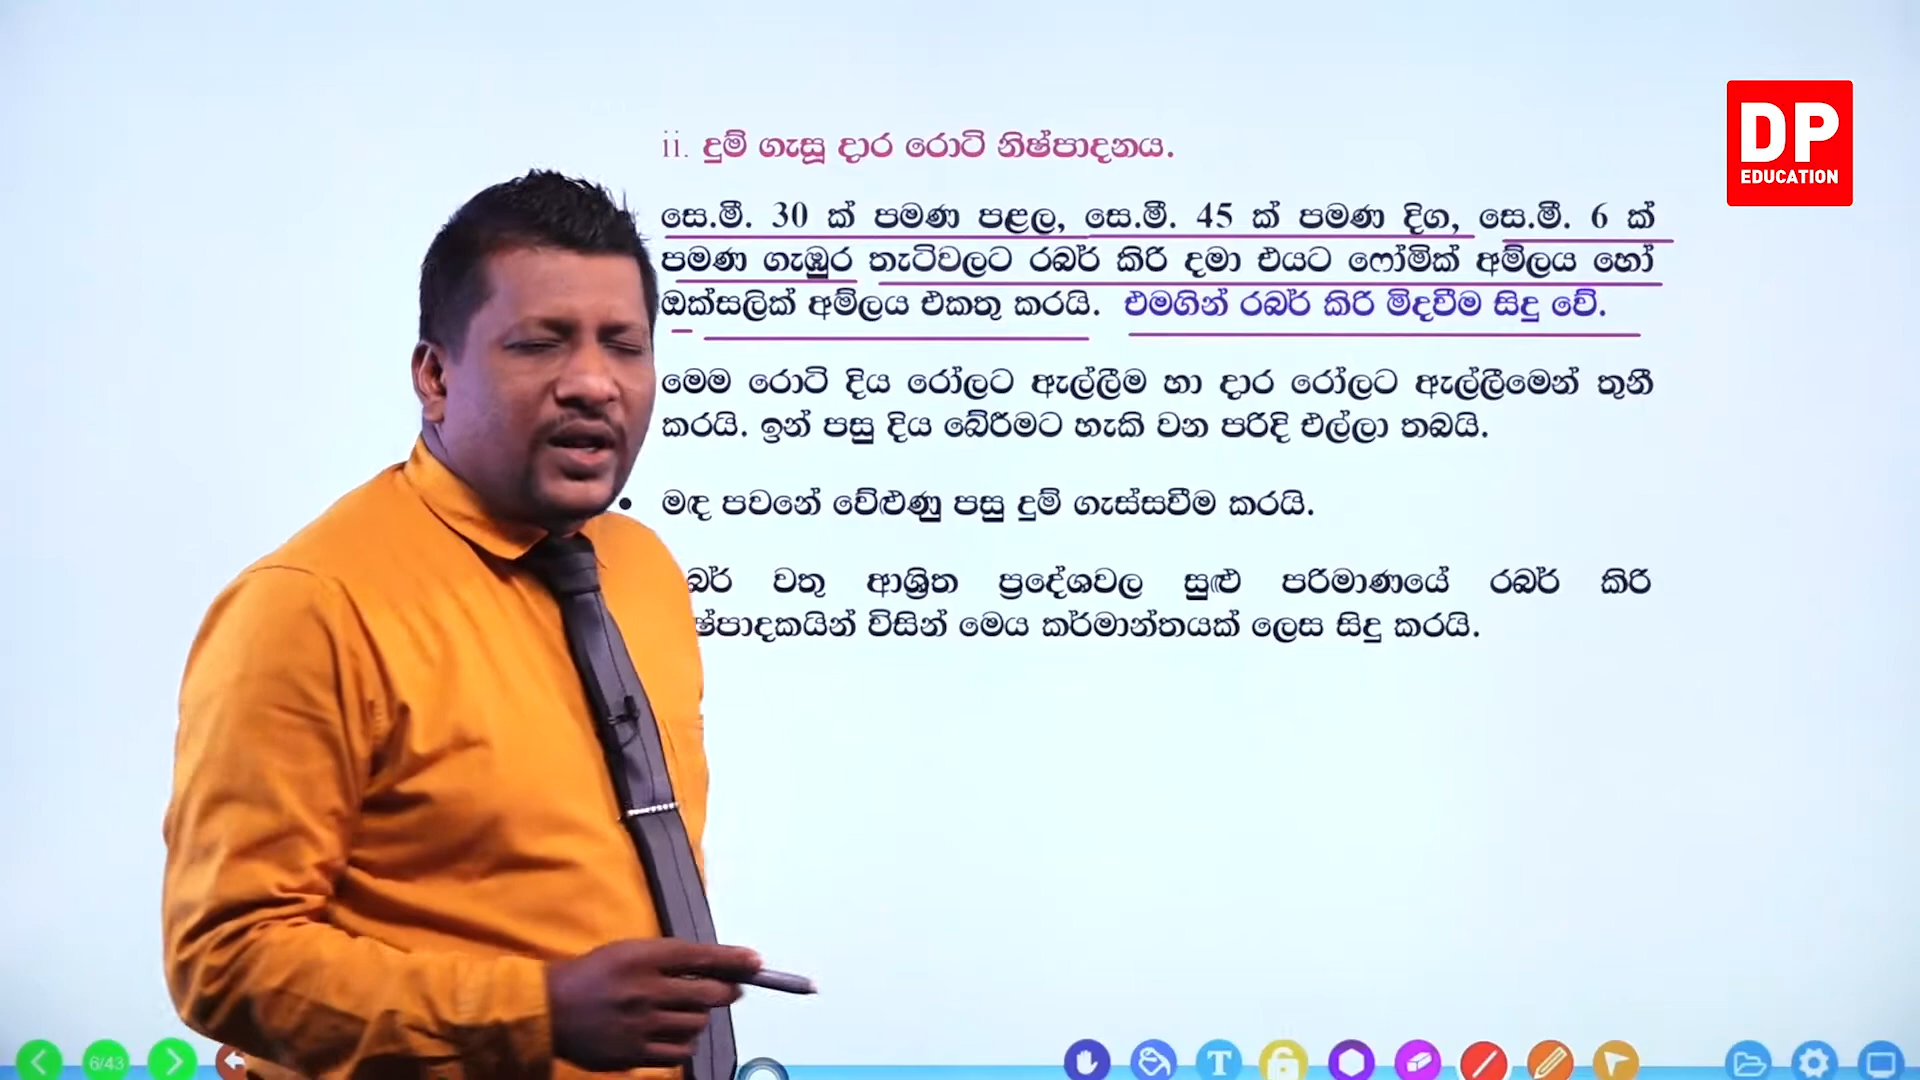 DP
EDUCATION
ii. දුම් ගැසූ දාර රොටි නිෂ්පාදනය.
සෙ.මී. 30 ක් පමණ පළල, සෙ.මී. 45 ක් පමණ දිග, සෙ.මී. 6 ක්
පමණ ගැඹුර තැටිවලට රබර් කිරි දමා එයට ෆෝමික් අම්ලය හෝ
ඔක්සලික් අම්ලය එකතු කරයි. එමගින් රබර් කිරි මිදවීම සිදු වේ.
මෙම රොටි දිය රෝලට ඇල්ලීම හා දාර රෝලට ඇල්ලීමෙන් තුනී
කරයි. ඉන් පසු දිය බේරීමට හැකි වන පරිදි එල්ලා තබයි.
• මඳ පවනේ වේළුණු පසු දුම් ගැස්සවීම කරයි.
බර් වතු ආශ්‍රිත ප්‍රදේශවල සුළු පරිමාණයේ රබර් කිරි
ෂ්පාදකයින් විසින් මෙය කර්මාන්තයක් ලෙස සිදු කරයි.
6/43